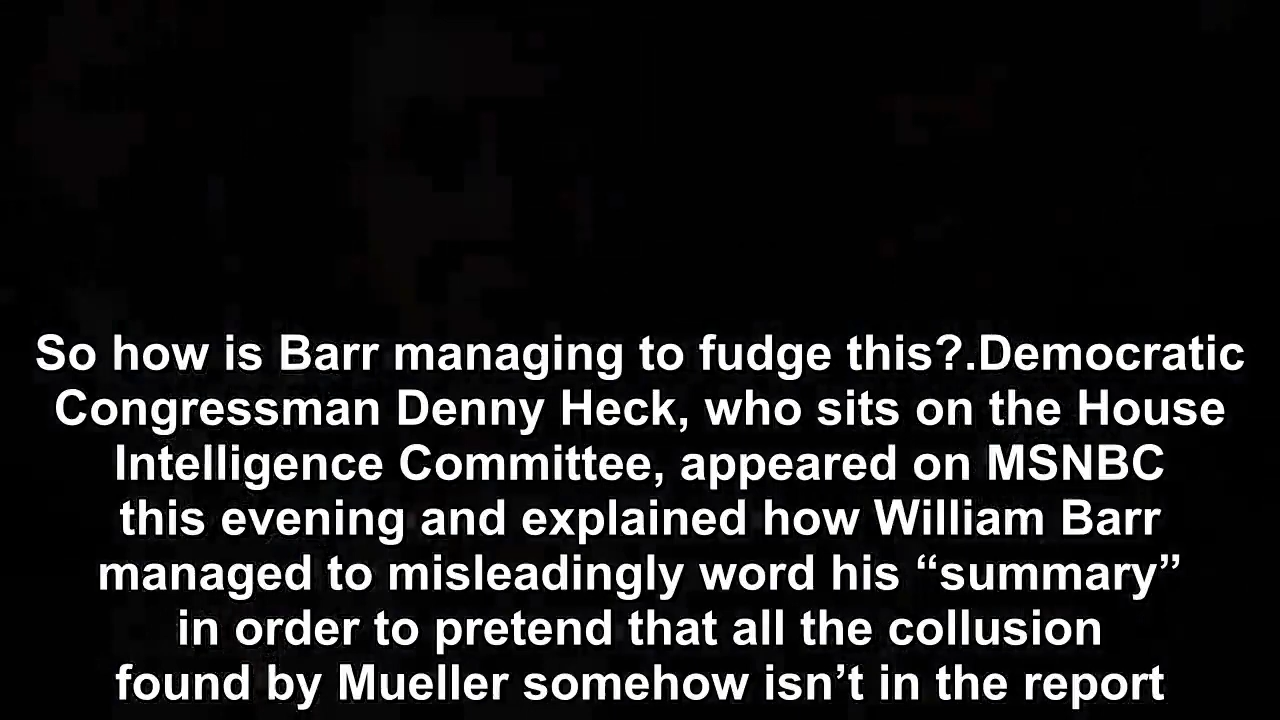 So how is Barr managing to fudge this?.Democratic
Congressman Denny Heck, who sits on the House
Intelligence Committee, appeared on MSNBC
this evening and explained how William Barr
managed to misleadingly word his “summary”
in order to pretend that all the collusion
found by Mueller somehow isn’t in the report